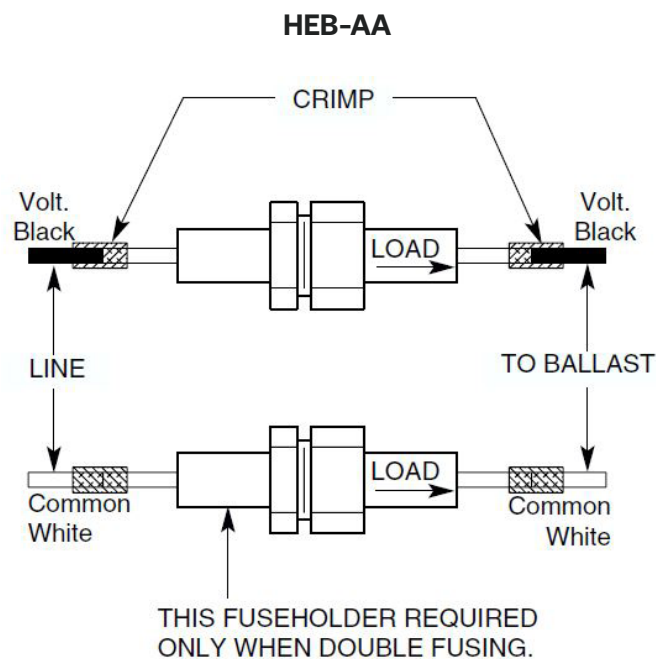 HEB-AA
CRIMP
Volt.
Black
Volt.
Black
LOAD
LINE
TO BALLAST
LOAD
Common
White
Common
White
THIS FUSEHOLDER REQUIRED
ONLY WHEN DOUBLE FUSING.